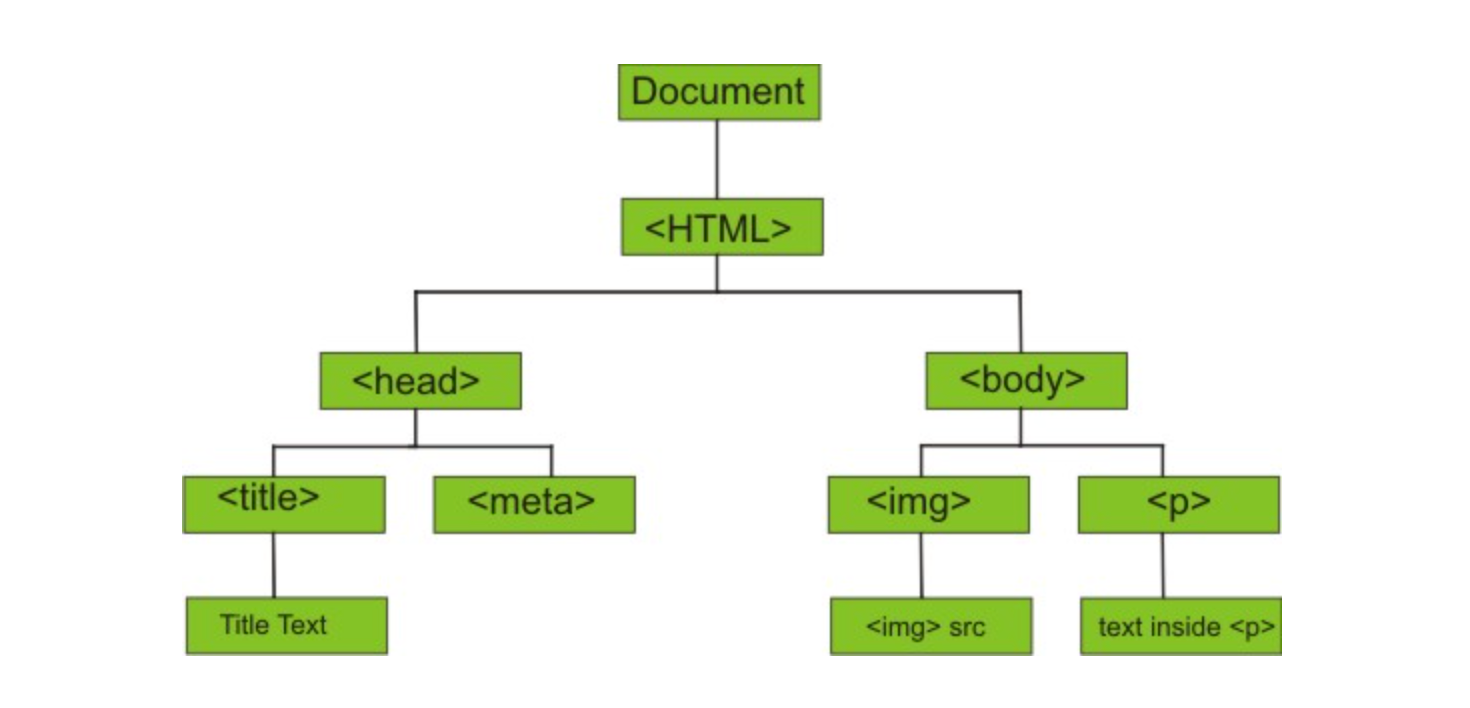 Document
<HTML>
<head>
<body>
<title>
<meta>
<img>
<p>
Title Text
<img> src
text inside <p>